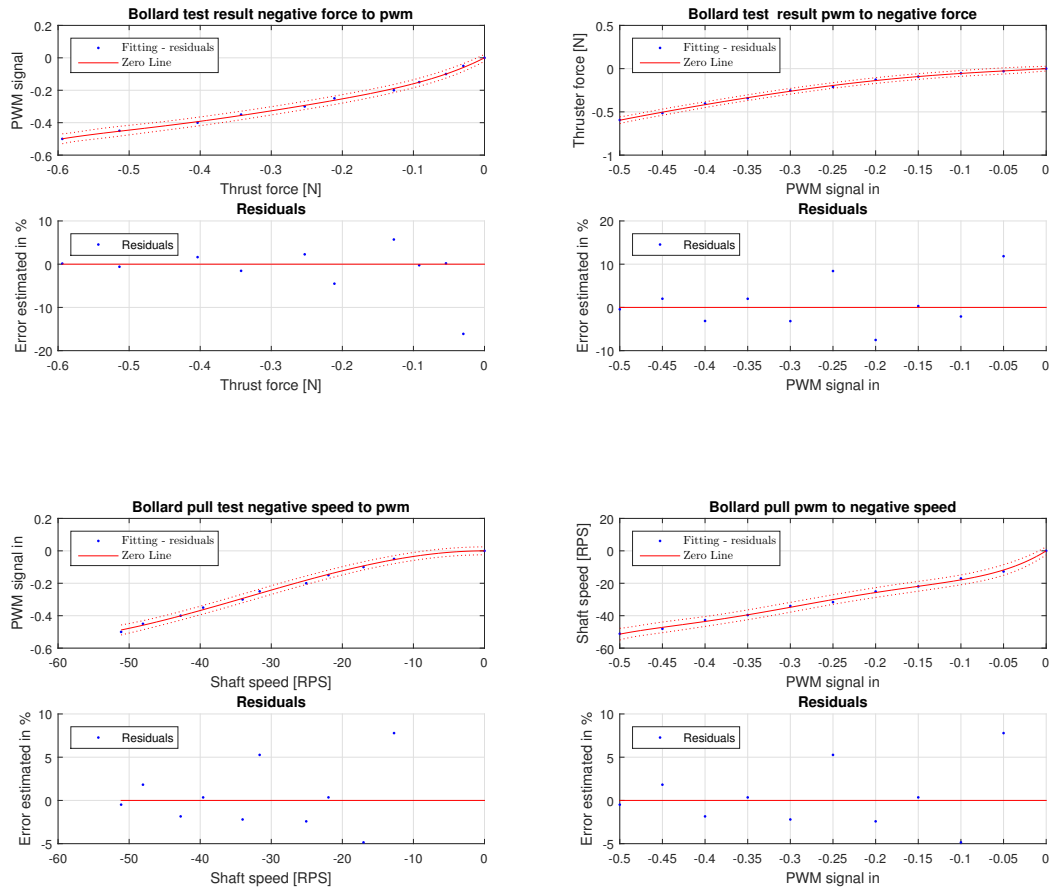 Bollard test result negative force to pwm
0.2
0
-0.2
-0.4
-0.6
PWM signal
Fitting - residuals
Zero Line
-0.6 -0.5 -0.4 -0.3 -0.2 -0.1 0
Thrust force [N]
Residuals
10
0
-10
-20
Error estimated in %
Residuals
-0.6 -0.5 -0.4 -0.3 -0.2 -0.1 0
Thrust force [N]
Bollard test result pwm to negative force
0.5
0
-0.5
-1
Thruster force [N]
Fitting - residuals
Zero Line
-0.5 -0.45 -0.4 -0.35 -0.3 -0.25 -0.2 -0.15 -0.1 -0.05 0
PWM signal in
Residuals
20
10
0
-10
Error estimated in %
Residuals
-0.5 -0.45 -0.4 -0.35 -0.3 -0.25 -0.2 -0.15 -0.1 -0.05 0
PWM signal in
Bollard pull test negative speed to pwm
0.2
0
-0.2
-0.4
-0.6
PWM signal in
Fitting - residuals
Zero Line
-60 -50 -40 -30 -20 -10 0
Shaft speed [RPS]
Residuals
10
5
0
-5
Error estimated in %
Residuals
-60 -50 -40 -30 -20 -10 0
Shaft speed [RPS]
Bollard pull pwm to negative speed
20
0
-20
-40
-60
Shaft speed [RPS]
Fitting - residuals
Zero Line
-0.5 -0.45 -0.4 -0.35 -0.3 -0.25 -0.2 -0.15 -0.1 -0.05 0
PWM signal in
Residuals
10
5
0
-5
Error estimated in %
Residuals
-0.5 -0.45 -0.4 -0.35 -0.3 -0.25 -0.2 -0.15 -0.1 -0.05 0
PWM signal in